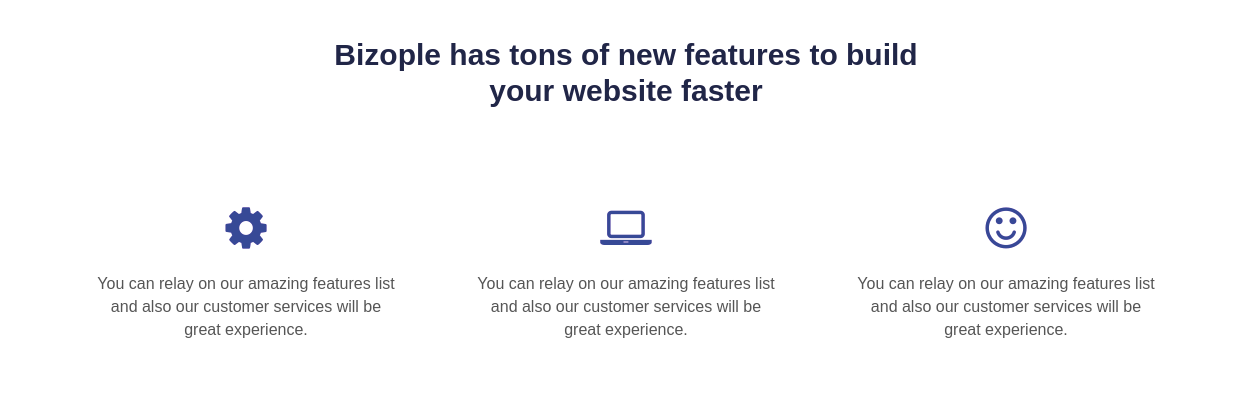 Bizople has tons of new features to build
your website faster
You can relay on our amazing features list
and also our customer services will be
great experience.
You can relay on our amazing features list
and also our customer services will be
great experience.
You can relay on our amazing features list
and also our customer services will be
great experience.